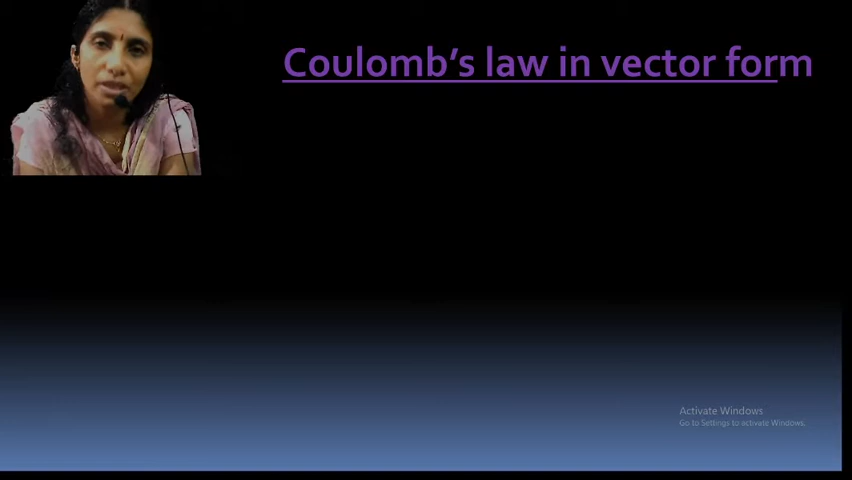 Coulomb's law in vector form
Activate Windows
Go to Settings to activate Windows.